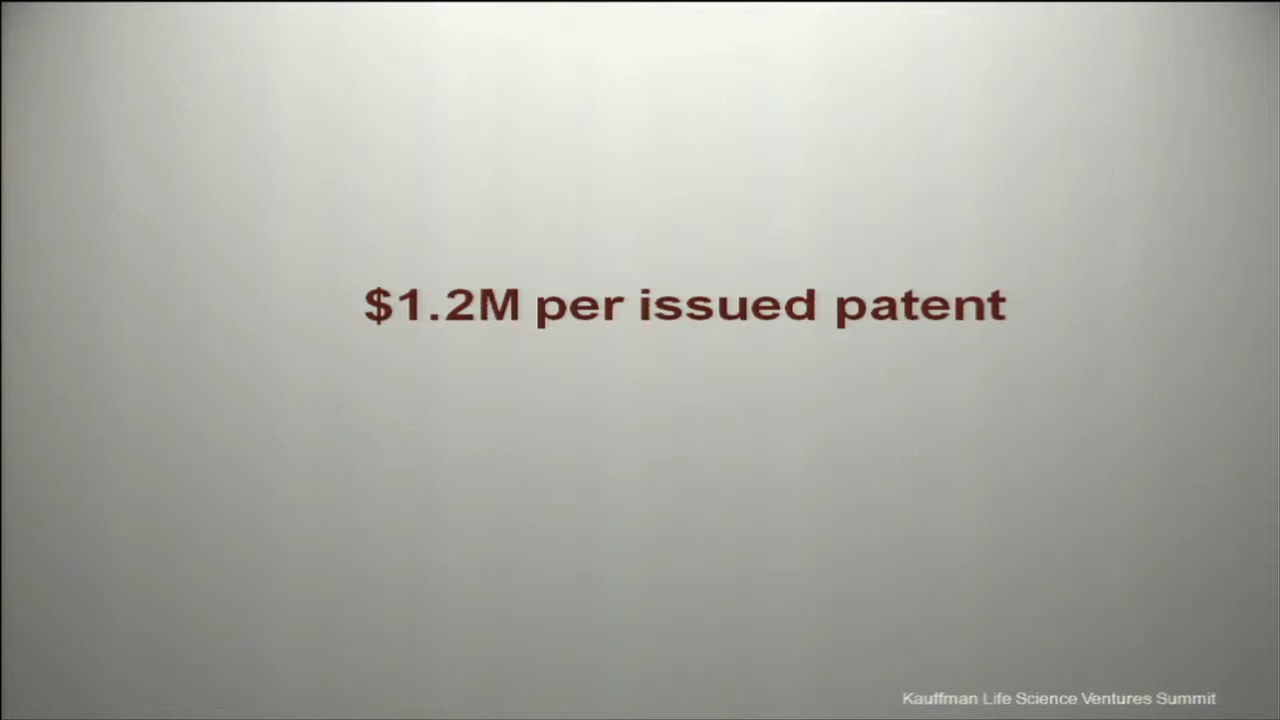 $1.2M per issued patent
Kauffman Life Science Ventures Summit